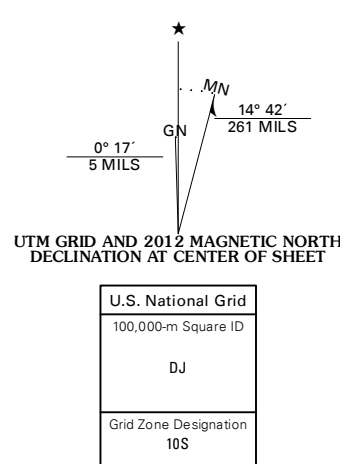 ★
MN
GN
14° 42´
261 MILS
0° 17´
5 MILS
UTM GRID AND 2012 MAGNETIC NORTH
DECLINATION AT CENTER OF SHEET
U.S. National Grid
100,000-m Square ID
DJ
Grid Zone Designation
10S